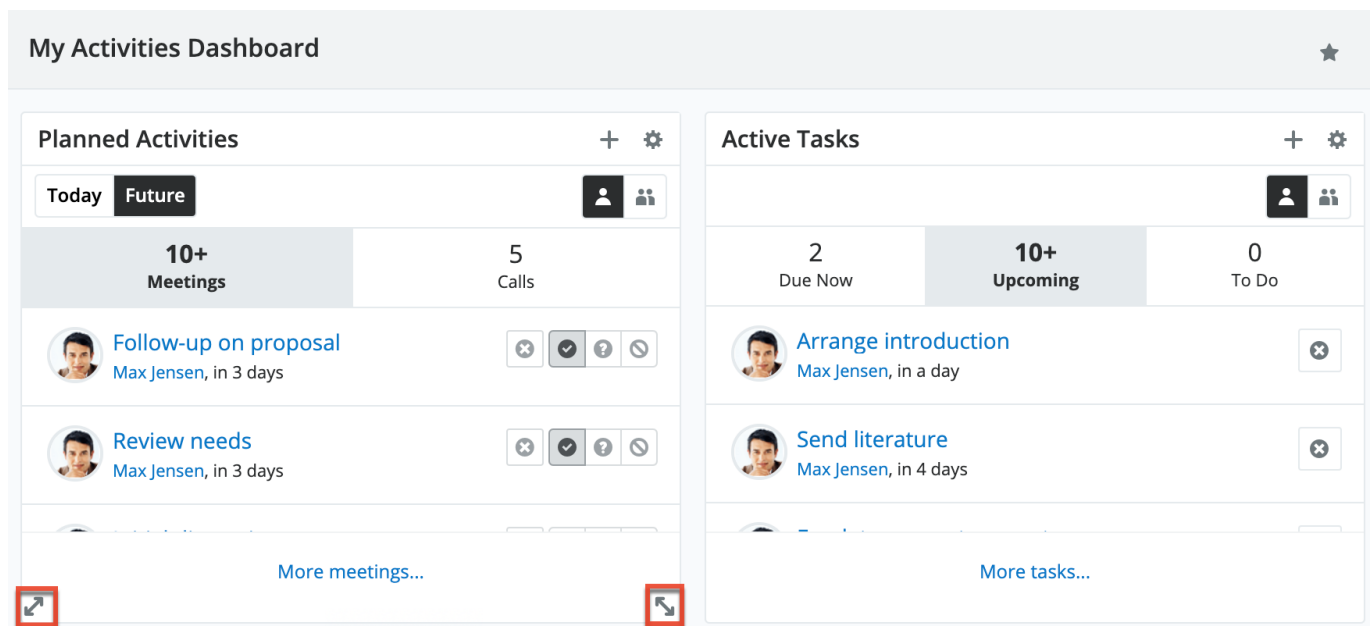 My Activities Dashboard
Planned Activities
Today Future
10+ 5
Meetings Calls
Follow-up on proposal
Max Jensen, in 3 days
Review needs
Max Jensen, in 3 days
More meetings...
Active Tasks
2 10+ 0
Due Now Upcoming To Do
Arrange introduction
Max Jensen, in a day
Send literature
Max Jensen, in 4 days
More tasks...